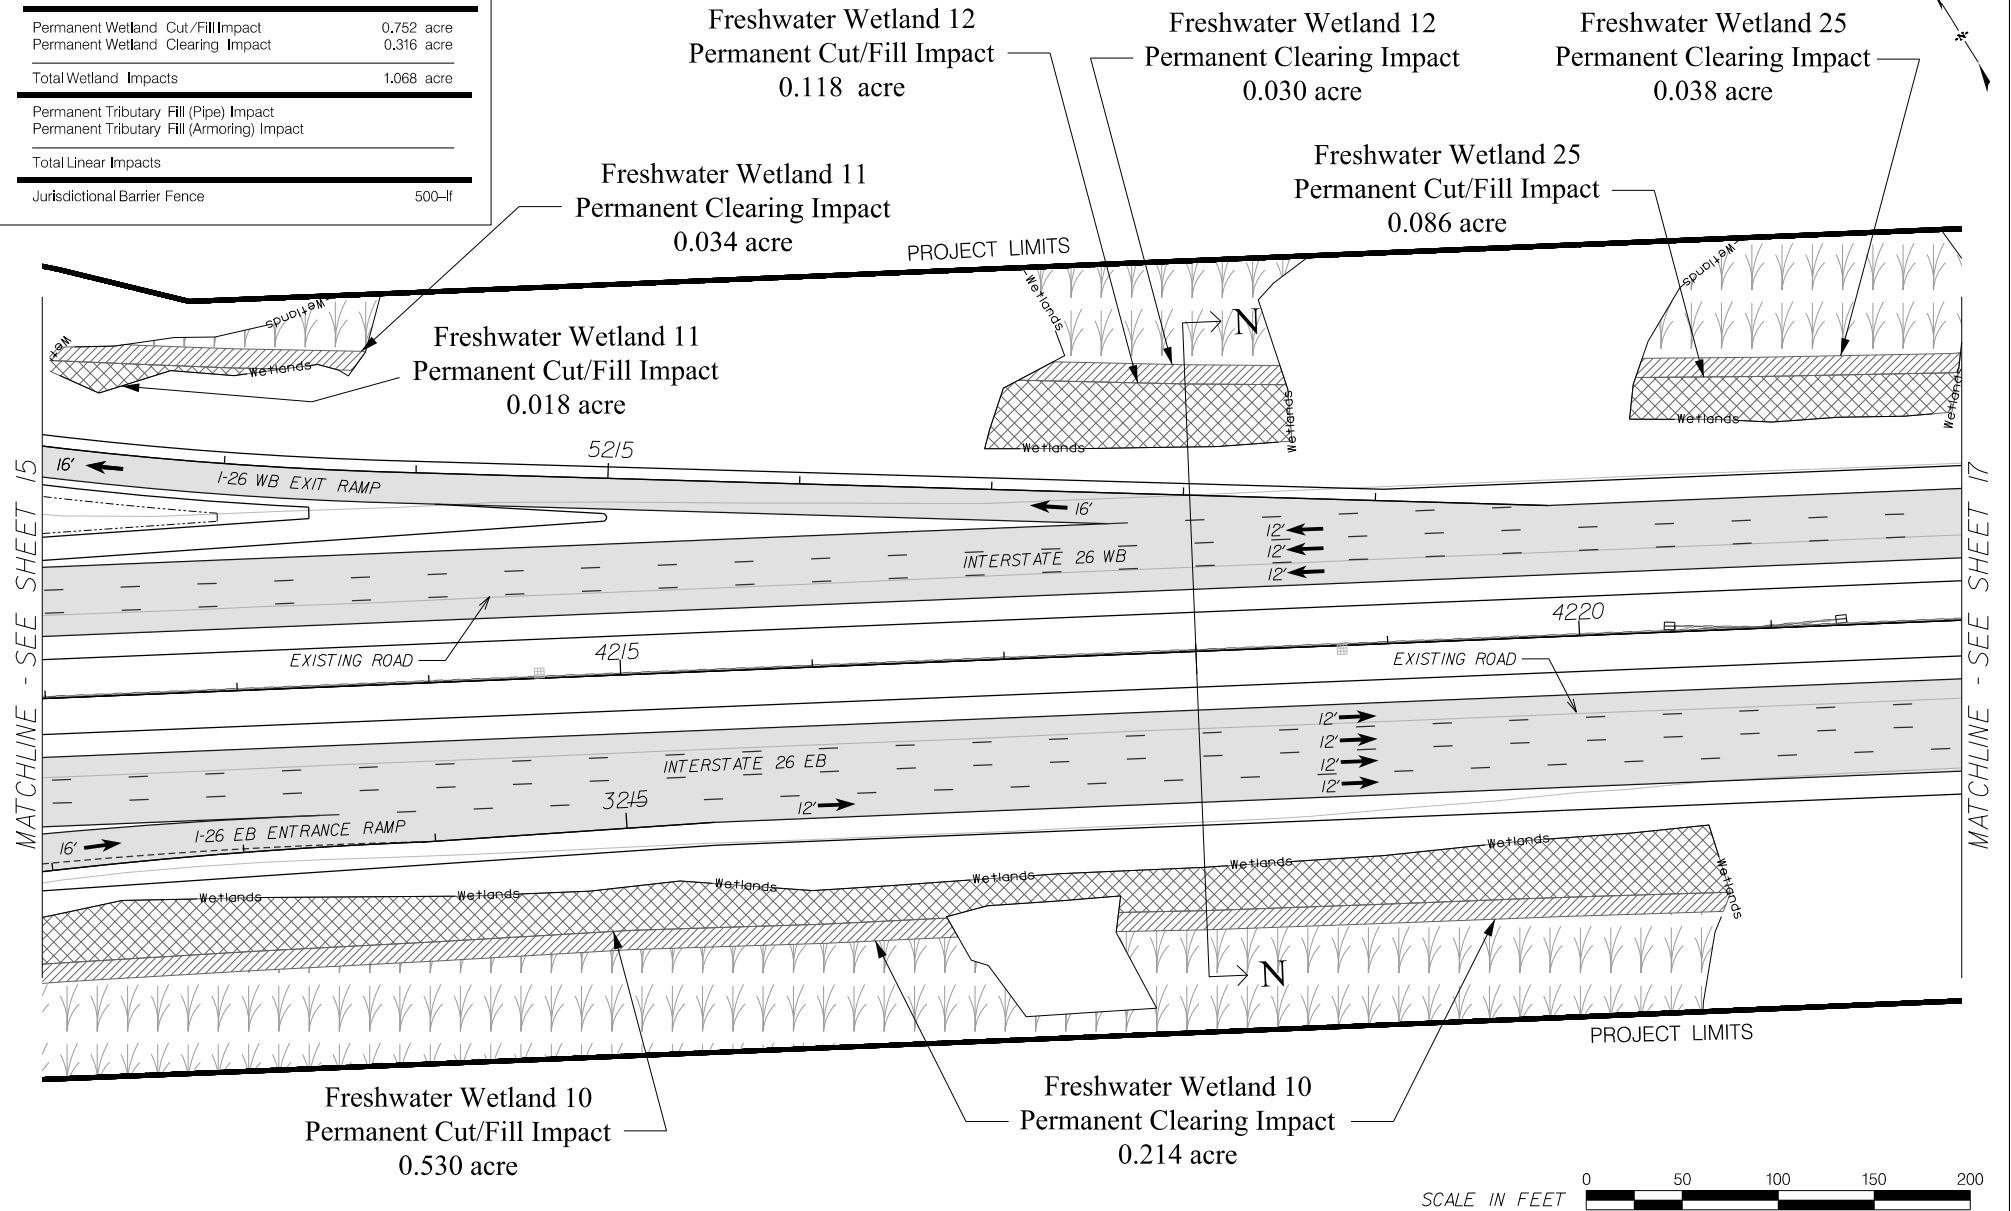 Permanent Wetland Cut/Fill Impact 0.752 acre
Permanent Wetland Clearing Impact 0.316 acre
Total Wetland Impacts 1.068 acre
Permanent Tributary Fill (Pipe) Impact
Permanent Tributary Fill (Armoring) Impact
Total Linear Impacts
Jurisdictional Barrier Fence 500-lf
Freshwater Wetland 12
Permanent Cut/Fill Impact
0.118 acre
Freshwater Wetland 12
Permanent Clearing Impact
0.030 acre
Freshwater Wetland 25
Permanent Clearing Impact
0.038 acre
-N-
Freshwater Wetland 11
Permanent Clearing Impact
0.034 acre
Freshwater Wetland 25
Permanent Cut/Fill Impact
0.086 acre
PROJECT LIMITS
Freshwater Wetland 11
Permanent Cut/Fill Impact
0.018 acre
Wetlands
Wet
Wetlands
Wetlands
N
Wetlands
Wetlands
Wetlands
Wetlands
Wetlands
MATCHLINE - SEE SHEET 15
MATCHLINE - SEE SHEET 17
5215
16'
I-26 WB EXIT RAMP
16'
12'
12'
12'
INTERSTATE 26 WB
EXISTING ROAD
4215
4220
EXISTING ROAD
12'
12'
12'
12'
INTERSTATE 26 EB
3215
12'
I-26 EB ENTRANCE RAMP
16'
Wetlands
Wetlands
Wetlands
Wetlands
Wetlands
Wetlands
Wetlands
N
PROJECT LIMITS
Freshwater Wetland 10
Permanent Cut/Fill Impact
0.530 acre
Freshwater Wetland 10
Permanent Clearing Impact
0.214 acre
SCALE IN FEET
0 50 100 150 200